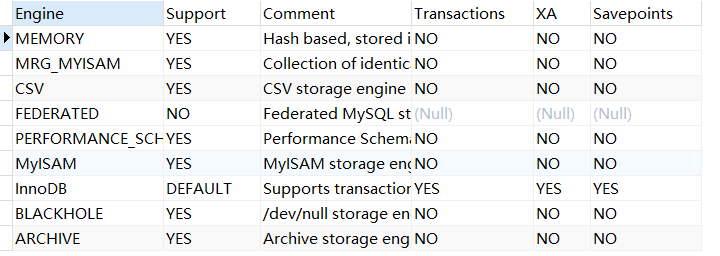 Engine Support Comment Transactions XA Savepoints
MEMORY YES Hash based, stored i NO NO NO
MRG_MYISAM YES Collection of identica NO NO NO
CSV YES CSV storage engine NO NO NO
FEDERATED NO Federated MySQL st (Null) (Null) (Null)
PERFORMANCE_SCH YES Performance Schema NO NO NO
MyISAM YES MyISAM storage eng NO NO NO
InnoDB DEFAULT Supports transaction YES YES YES
BLACKHOLE YES /dev/null storage en NO NO NO
ARCHIVE YES Archive storage eng NO NO NO